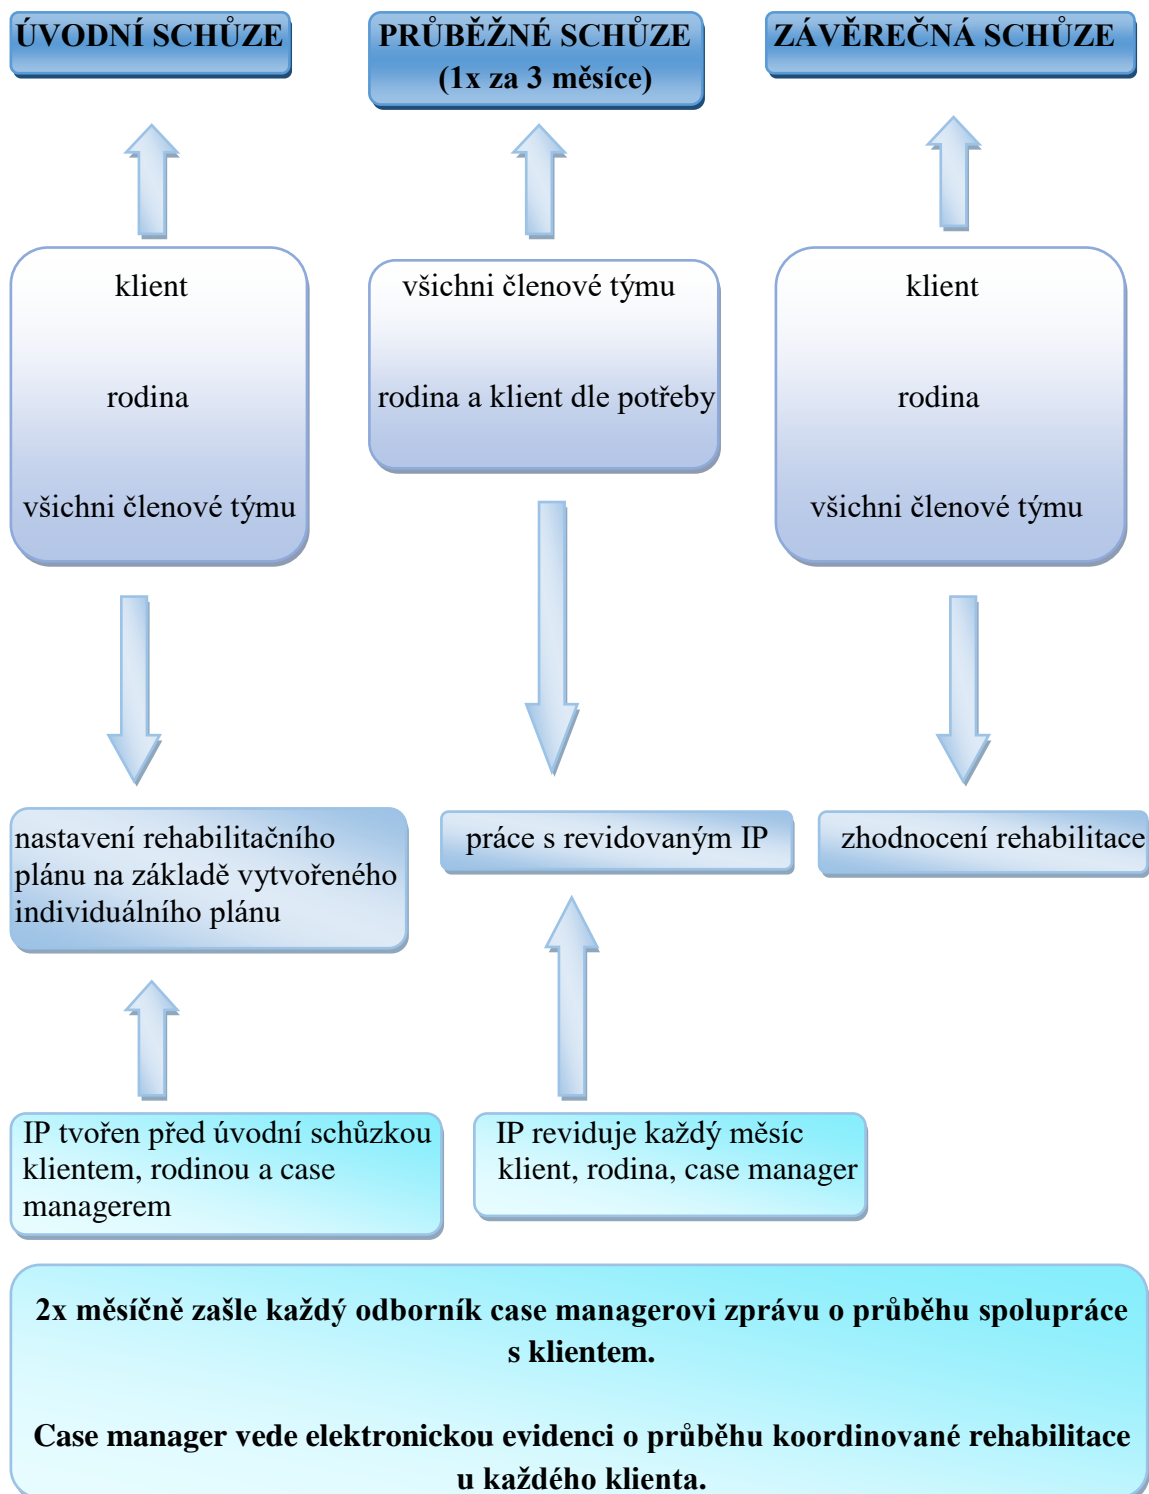 ÚVODNÍ SCHŮZE
PRŮBĚŽNÉ SCHŮZE
(1x za 3 měsíce)
ZÁVĚREČNÁ SCHŮZE
klient
rodina
všichni členové týmu
všichni členové týmu
rodina a klient dle potřeby
klient
rodina
všichni členové týmu
nastavení rehabilitačního
plánu na základě vytvořeného
individuálního plánu
práce s revidovaným IP
zhodnocení rehabilitace
IP tvořen před úvodní schůzkou
klientem, rodinou a case
managerem
IP reviduje každý měsíc
klient, rodina, case manager
2x měsíčně zašle každý odborník case managerovi zprávu o průběhu spolupráce
s klientem.
Case manager vede elektronickou evidenci o průběhu koordinované rehabilitace
u každého klienta.